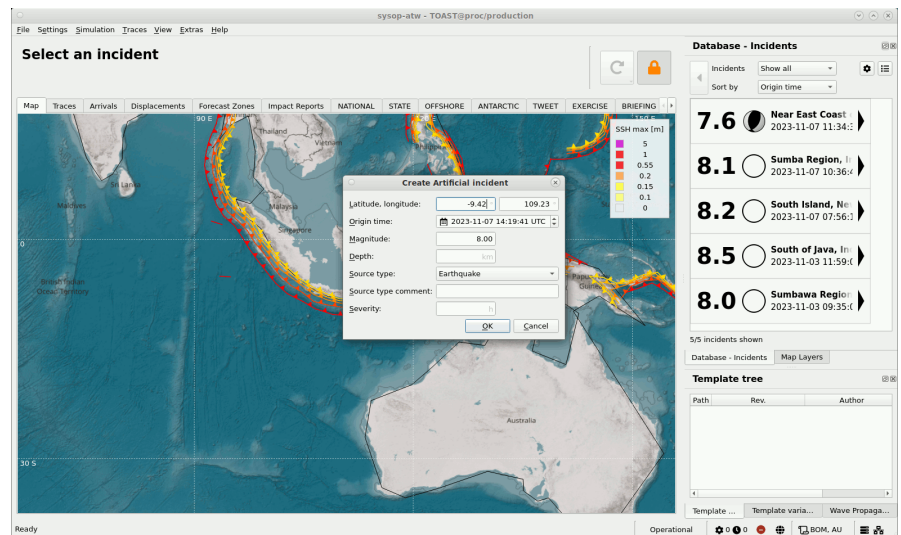 sysop-atw - TOAST@proc/production
File Settings Simulation Traces View Extras Help
Select an incident
Map Traces Arrivals Displacements Forecast Zones Impact Reports NATIONAL STATE OFFSHORE ANTARCTIC TWEET EXERCISE BRIEFING
90 E
Thailand
Vietnam
Sri Lanka
Maldives
Malaysia
Singapore
0
British Indian
Ocean Territory
Papua
Guinea
Australia
30 S
SSH max [m]
5
1
0.55
0.2
0.15
0.1
0
Create Artificial incident
Latitude, longitude: -9.42 ° 109.23 °
Origin time: 2023-11-07 14:19:41 UTC
Magnitude: 8.00
Depth: km
Source type: Earthquake
Source type comment:
Severity: h
OK Cancel
Database - Incidents
Incidents Show all
Sort by Origin time
7.6 Near East Coast
2023-11-07 11:34:
8.1 Sumba Region,
2023-11-07 10:36:
8.2 South Island,
2023-11-07 07:56:
8.5 South of Java,
2023-11-03 11:59:
8.0 Sumbawa Region
2023-11-03 09:35:
5/5 incidents shown
Database - Incidents Map Layers
Template tree
Path Rev. Author
Template ... Template varia... Wave Propaga...
Ready
Operational 0 0 BOM, AU